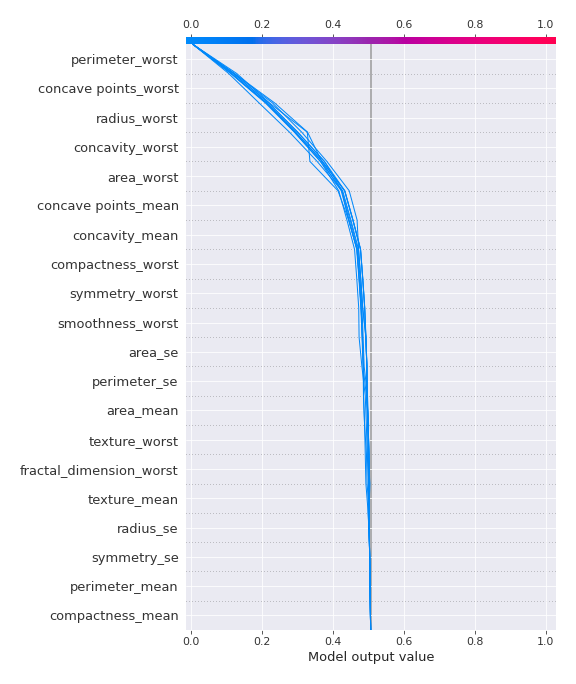 0.0 0.2 0.4 0.6 0.8 1.0
perimeter_worst
concave points_worst
radius_worst
concavity_worst
area_worst
concave points_mean
concavity_mean
compactness_worst
symmetry_worst
smoothness_worst
area_se
perimeter_se
area_mean
texture_worst
fractal_dimension_worst
texture_mean
radius_se
symmetry_se
perimeter_mean
compactness_mean
0.0 0.2 0.4 0.6 0.8 1.0
Model output value